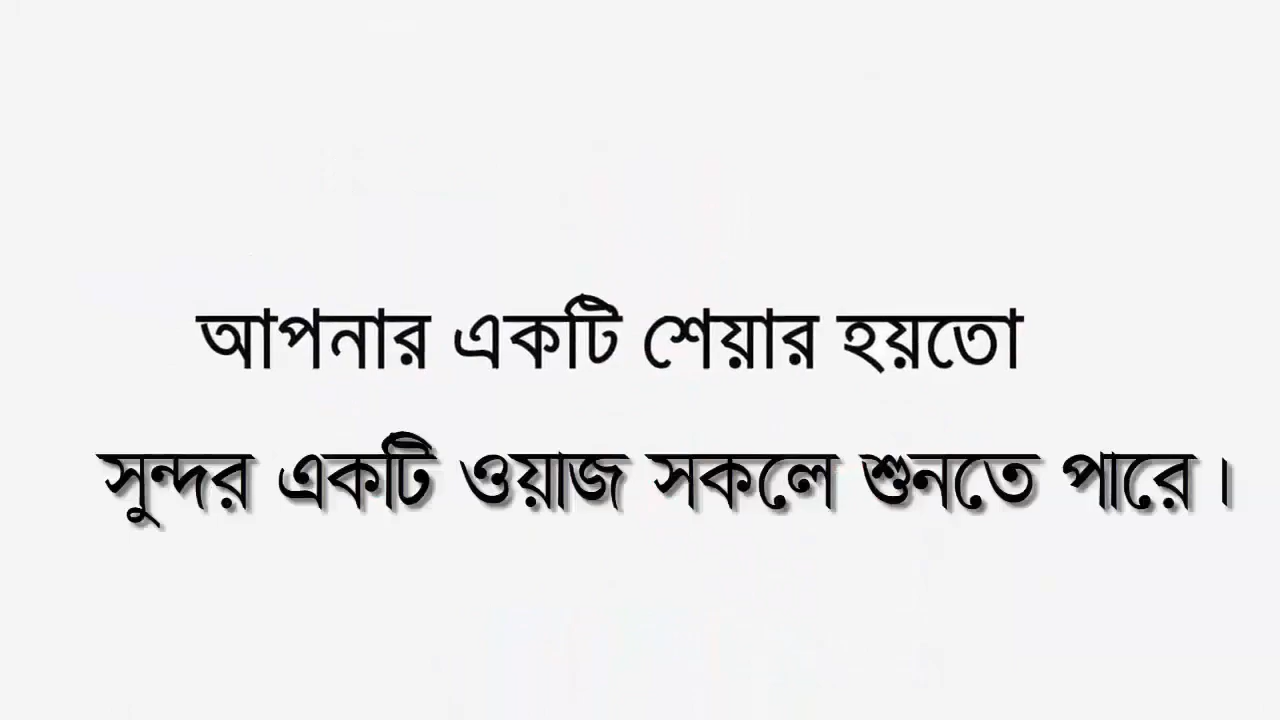 আপনার একটি শেয়ার হয়তো
সুন্দর একটি ওয়াজ সকলে শুনতে পারে।